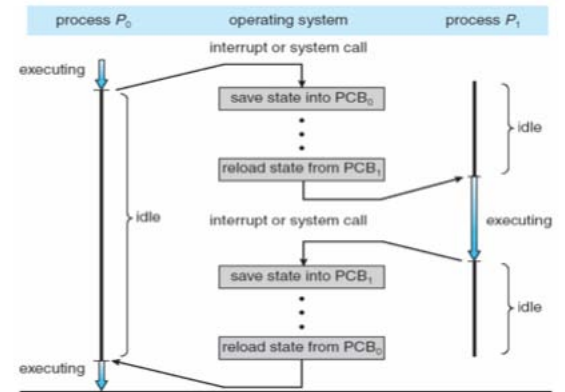 process P₀ operating system process P₁
interrupt or system call
executing
save state into PCB₀
idle
reload state from PCB₁
idle
interrupt or system call
executing
save state into PCB₁
idle
reload state from PCB₀
executing